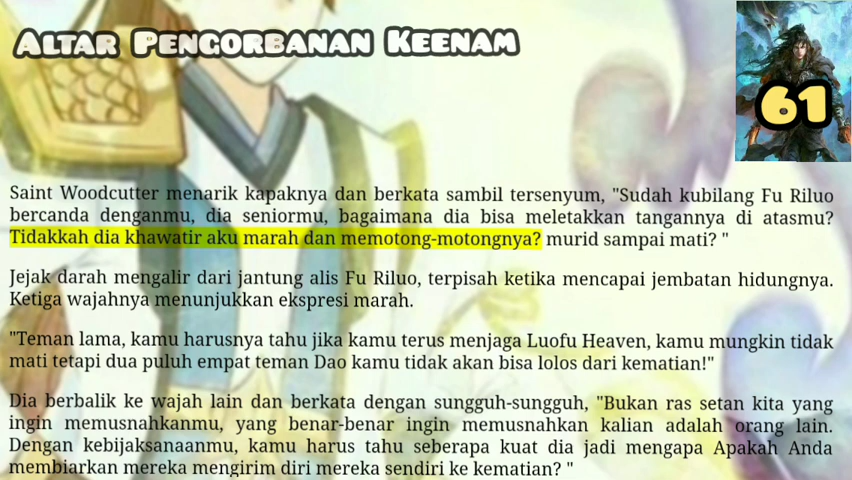 Altar Pengorbanan Keenam
61
Saint Woodcutter menarik kapaknya dan berkata sambil tersenyum, "Sudah kubilang Fu Riluo
bercanda denganmu, dia seniormu, bagaimana dia bisa meletakkan tangannya di atasmu?
Tidakkah dia khawatir aku marah dan memotong-motongnya? murid sampai mati? "
Jejak darah mengalir dari jantung alis Fu Riluo, terpisah ketika mencapai jembatan hidungnya.
Ketiga wajahnya menunjukkan ekspresi marah.
"Teman lama, kamu harusnya tahu jika kamu terus menjaga Luofu Heaven, kamu mungkin tidak
mati tetapi dua puluh empat teman Dao kamu tidak akan bisa lolos dari kematian!"
Dia berbalik ke wajah lain dan berkata dengan sungguh-sungguh, "Bukan ras setan kita yang
ingin memusnahkanmu, yang benar-benar ingin memusnahkan kalian adalah orang lain.
Dengan kebijaksanaanmu, kamu harus tahu seberapa kuat dia jadi mengapa Apakah Anda
membiarkan mereka mengirim diri mereka sendiri ke kematian? "